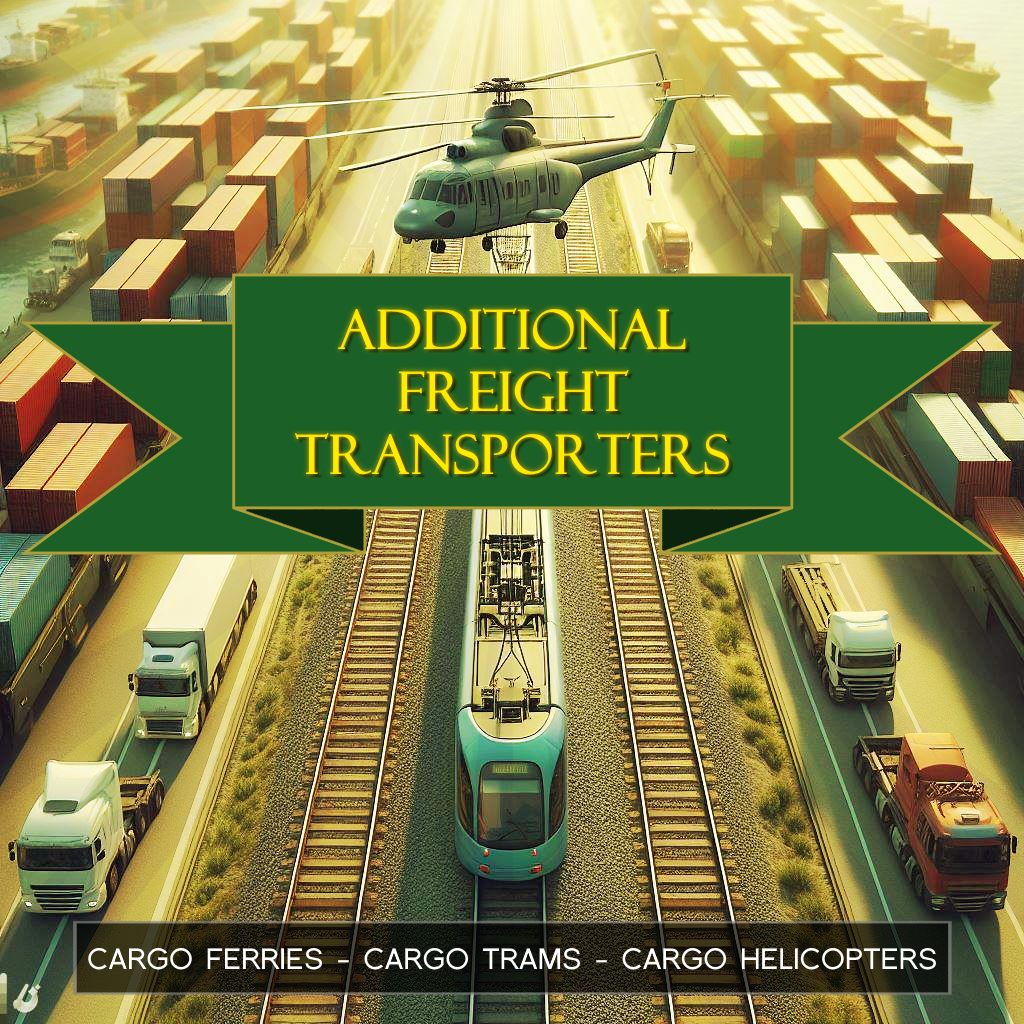 ADDITIONAL
FREIGHT
TRANSPORTERS
CARGO FERRIES - CARGO TRAMS - CARGO HELICOPTERS